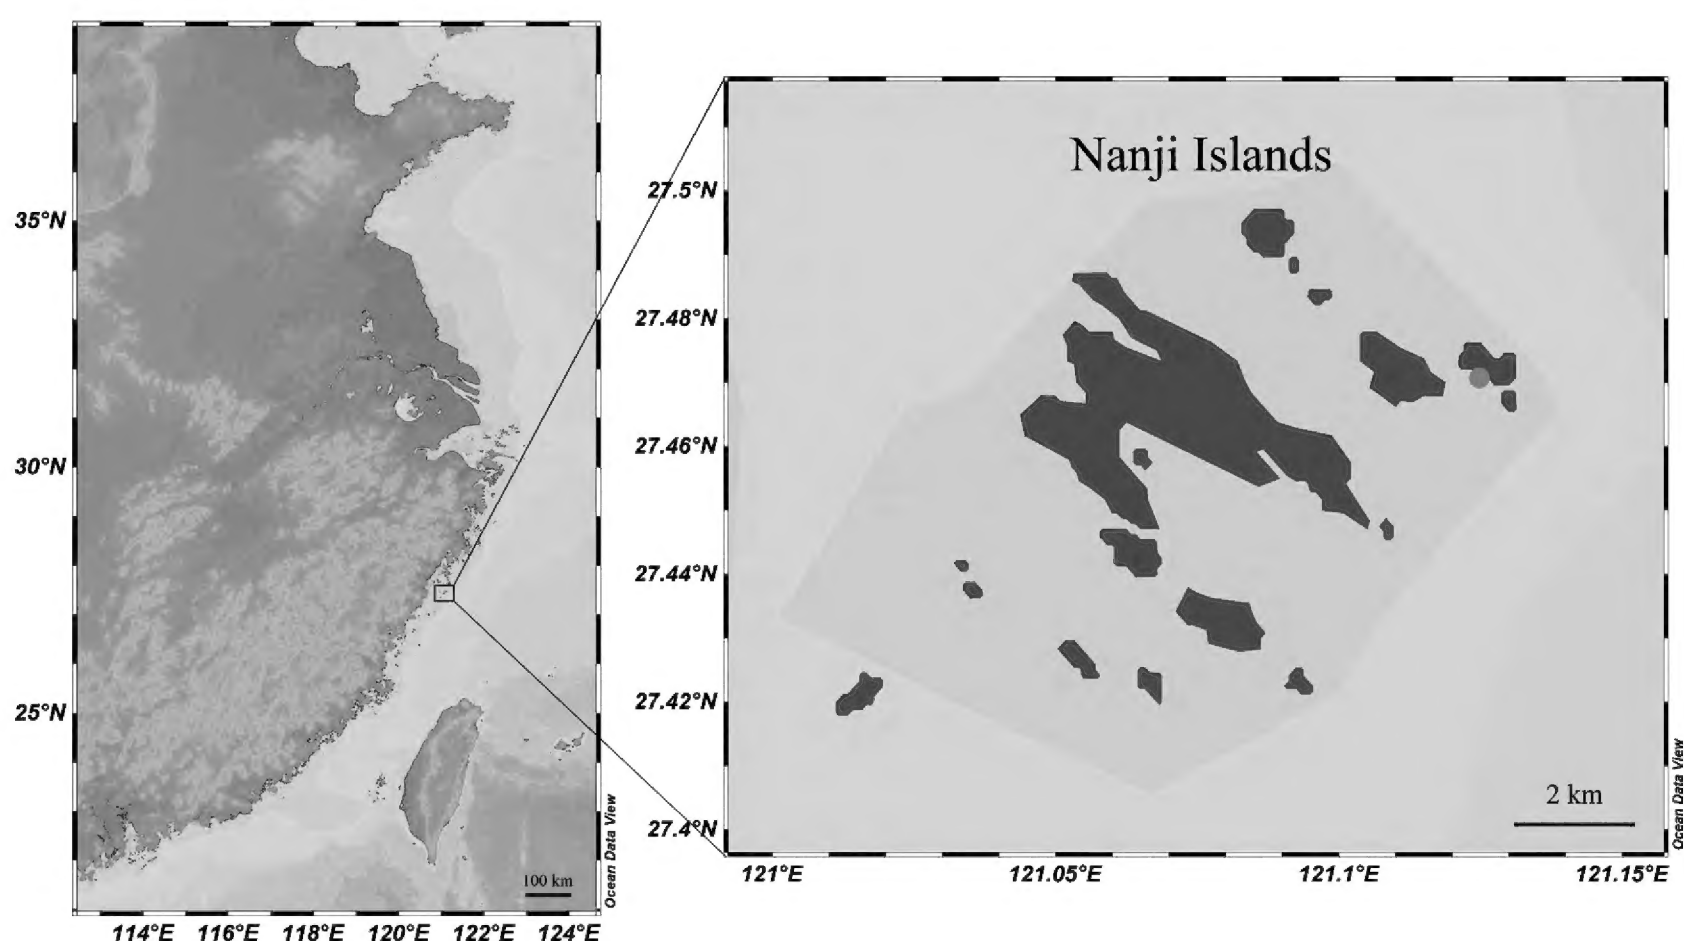 35°N
30°N
25°N
114°E 116°E 118°E 120°E 122°E 124°E
100 km
Ocean Data View
Nanji Islands
27.5°N
27.48°N
27.46°N
27.44°N
27.42°N
27.4°N
121°E 121.05°E 121.1°E 121.15°E
2 km
Ocean Data View